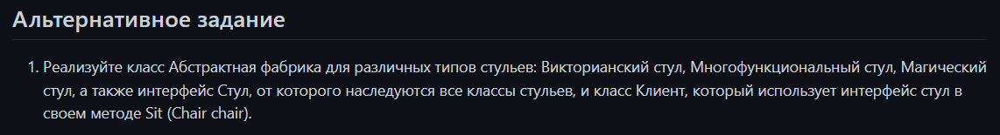 Альтернативное задание
1. Реализуйте класс Абстрактная фабрика для различных типов стульев: Викторианский стул, Многофункциональный стул, Магический
стул, а также интерфейс Стул, от которого наследуются все классы стульев, и класс Клиент, который использует интерфейс стул в
своем методе Sit (Chair chair).